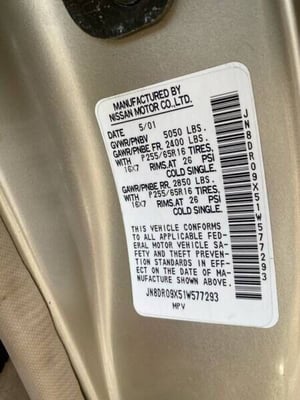 MANUFACTURED BY
NISSAN MOTOR CO., LTD.
DATE 5/01
GVWR/PNBV 5050 LBS.
GAWR/PNBE FR. 2400 LBS.
WITH P255/65R16 TIRES,
16X7 RIMS,AT 26 PSI
COLD SINGLE.
GAWR/PNBE RR. 2850 LBS.
WITH P255/65R16 TIRES,
16X7 RIMS,AT 26 PSI
COLD SINGLE.
THIS VEHICLE CONFORMS
TO ALL APPLICABLE FED-
ERAL MOTOR VEHICLE SA-
FETY AND THEFT PREVEN-
TION STANDARDS IN EFF-
ECT ON THE DATE OF MA-
NUFACTURE SHOWN ABOVE.
JN8DR09X51W577293
MPV
JN8DR09X51W577293